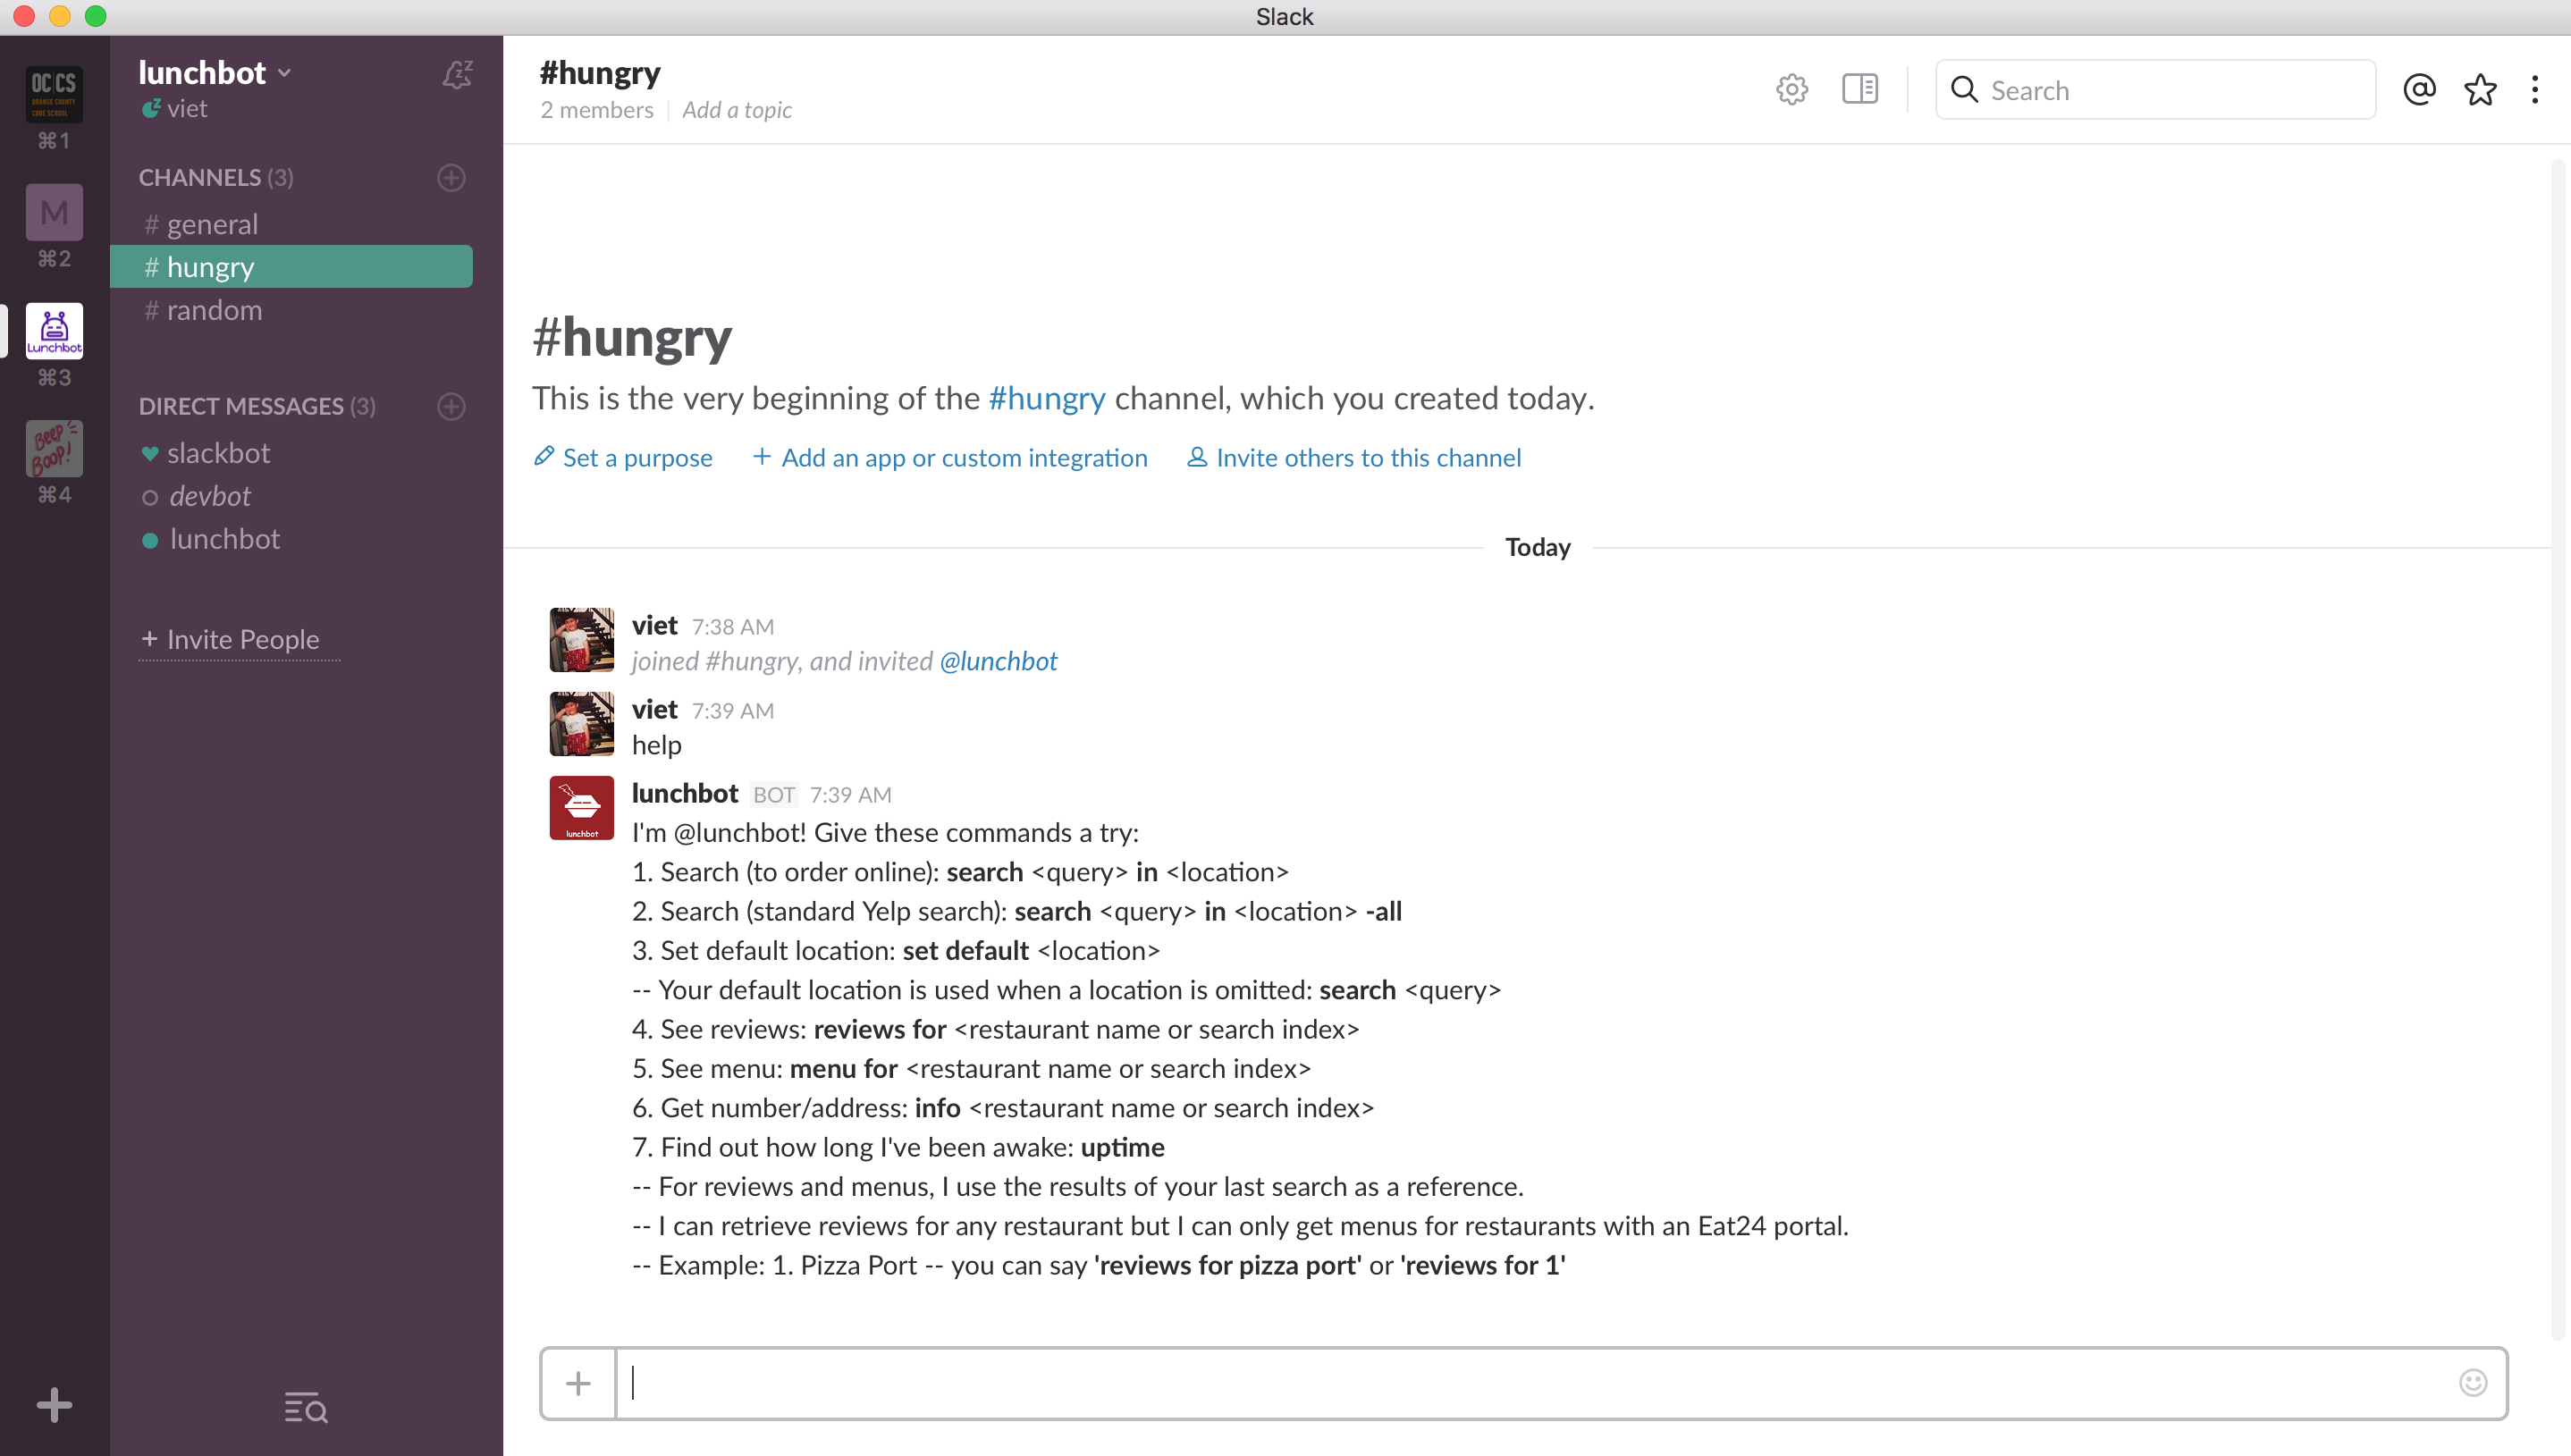 Slack
OC|CS
ORANGE COUNTY
CODE SCHOOL
⌘1
M
⌘2
Lunchbot
⌘3
Beep
Boop!
⌘4
lunchbot
viet
CHANNELS (3)
# general
# hungry
# random
DIRECT MESSAGES (3)
slackbot
devbot
lunchbot
+ Invite People
#hungry
2 members | Add a topic
Search
#hungry
This is the very beginning of the #hungry channel, which you created today.
Set a purpose + Add an app or custom integration Invite others to this channel
Today
viet 7:38 AM
joined #hungry, and invited @lunchbot
viet 7:39 AM
help
lunchbot BOT 7:39 AM
lunchbot
I'm @lunchbot! Give these commands a try:
1. Search (to order online): search <query> in <location>
2. Search (standard Yelp search): search <query> in <location> -all
3. Set default location: set default <location>
-- Your default location is used when a location is omitted: search <query>
4. See reviews: reviews for <restaurant name or search index>
5. See menu: menu for <restaurant name or search index>
6. Get number/address: info <restaurant name or search index>
7. Find out how long I've been awake: uptime
-- For reviews and menus, I use the results of your last search as a reference.
-- I can retrieve reviews for any restaurant but I can only get menus for restaurants with an Eat24 portal.
-- Example: 1. Pizza Port -- you can say 'reviews for pizza port' or 'reviews for 1'